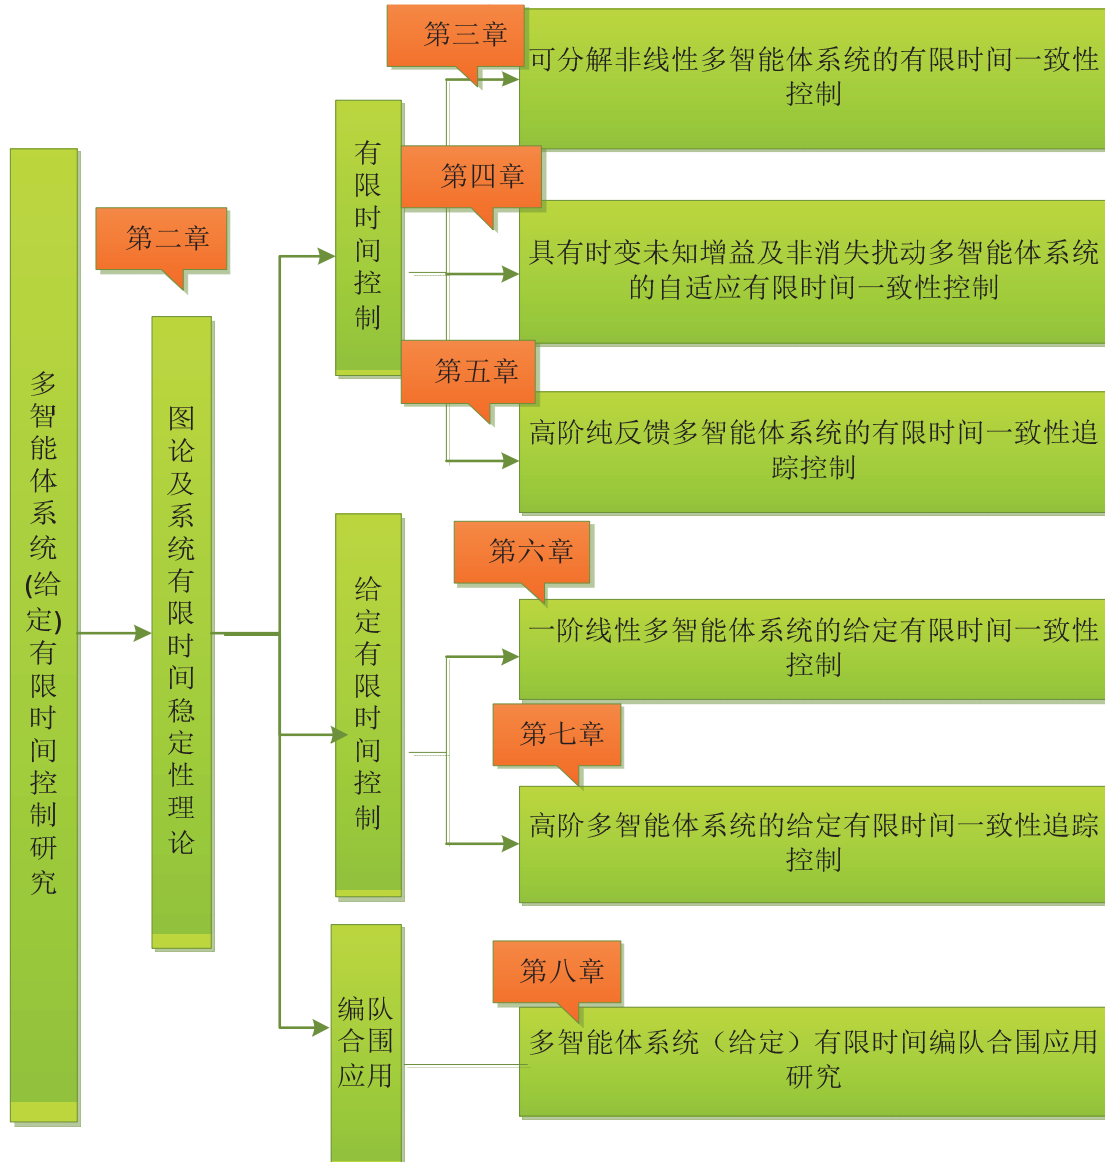 多智能体系统(给定)有限时间控制研究
第二章
图论及系统有限时间稳定性理论
有限时间控制
第三章
可分解非线性多智能体系统的有限时间一致性
控制
第四章
具有时变未知增益及非消失扰动多智能体系统
的自适应有限时间一致性控制
第五章
高阶纯反馈多智能体系统的有限时间一致性追
踪控制
给定有限时间控制
第六章
一阶线性多智能体系统的给定有限时间一致性
控制
第七章
高阶多智能体系统的给定有限时间一致性追踪
控制
编队
合围
应用
第八章
多智能体系统（给定）有限时间编队合围应用
研究